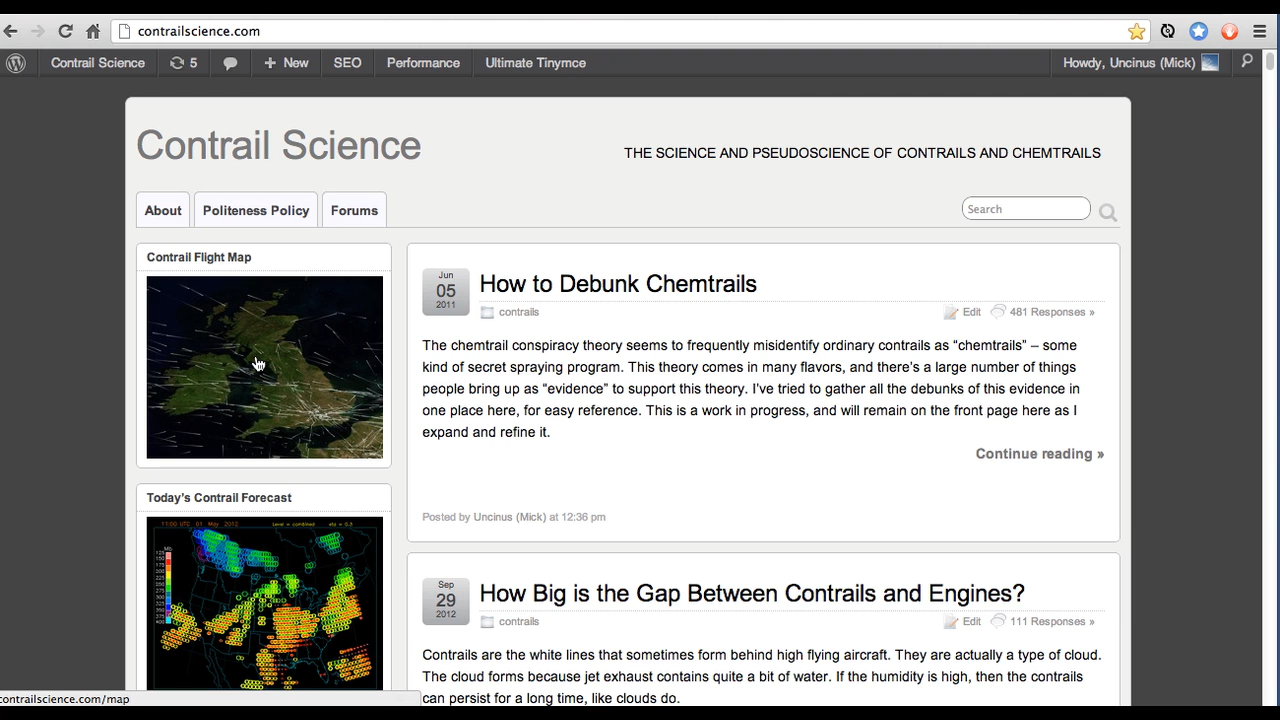 contrailscience.com
Contrail Science 5 New SEO Performance Ultimate Tinymce Howdy, Uncinus (Mick)
Contrail Science
THE SCIENCE AND PSEUDOSCIENCE OF CONTRAILS AND CHEMTRAILS
About Politeness Policy Forums Search
Contrail Flight Map
Jun
05
2011
How to Debunk Chemtrails
contrails Edit 481 Responses »
The chemtrail conspiracy theory seems to frequently misidentify ordinary contrails as “chemtrails” – some
kind of secret spraying program. This theory comes in many flavors, and there's a large number of things
people bring up as “evidence” to support this theory. I've tried to gather all the debunks of this evidence in
one place here, for easy reference. This is a work in progress, and will remain on the front page here as I
expand and refine it.
Continue reading »
Posted by Uncinus (Mick) at 12:36 pm
Today's Contrail Forecast
Sep
29
2012
How Big is the Gap Between Contrails and Engines?
contrails Edit 111 Responses »
Contrails are the white lines that sometimes form behind high flying aircraft. They are actually a type of cloud.
The cloud forms because jet exhaust contains quite a bit of water. If the humidity is high, then the contrails
can persist for a long time, like clouds do.
contrailscience.com/map